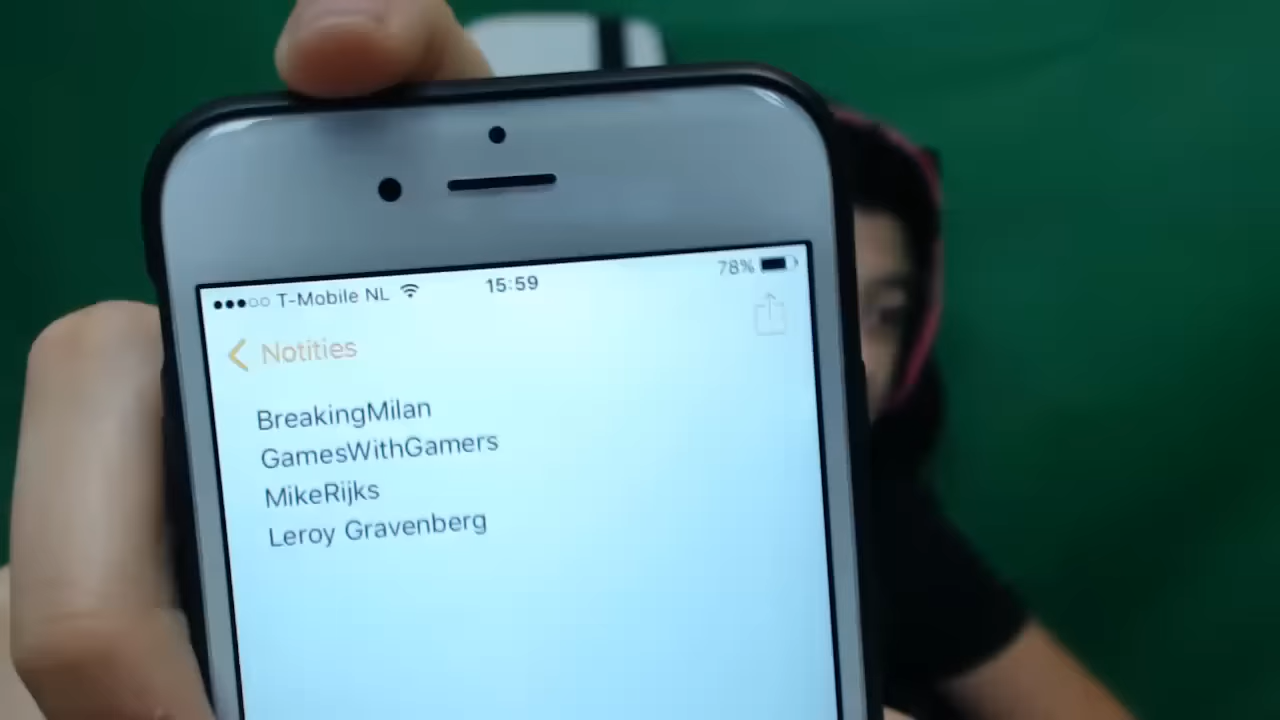 ●●●○○ T-Mobile NL 15:59 78%
Notities
BreakingMilan
GamesWithGamers
MikeRijks
Leroy Gravenberg